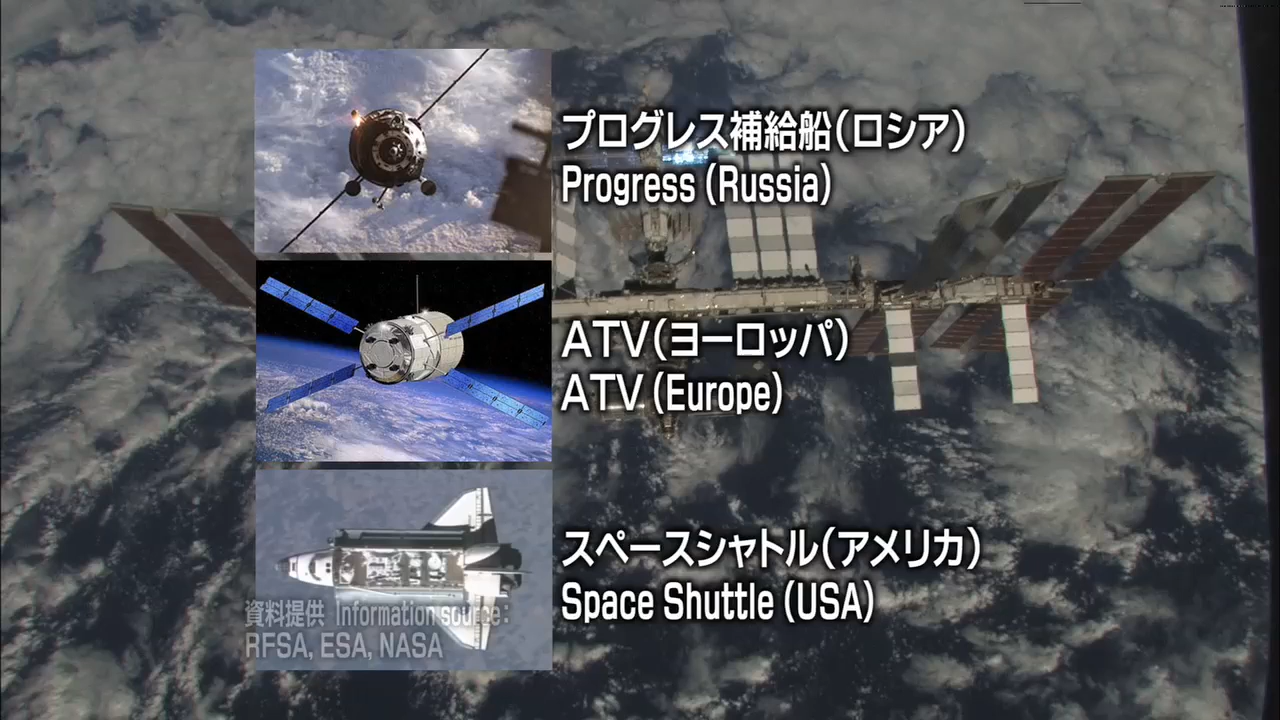 プログレス補給船(ロシア)
Progress (Russia)
ATV(ヨーロッパ)
ATV (Europe)
スペースシャトル(アメリカ)
Space Shuttle (USA)
資料提供 Information source:
RFSA, ESA, NASA